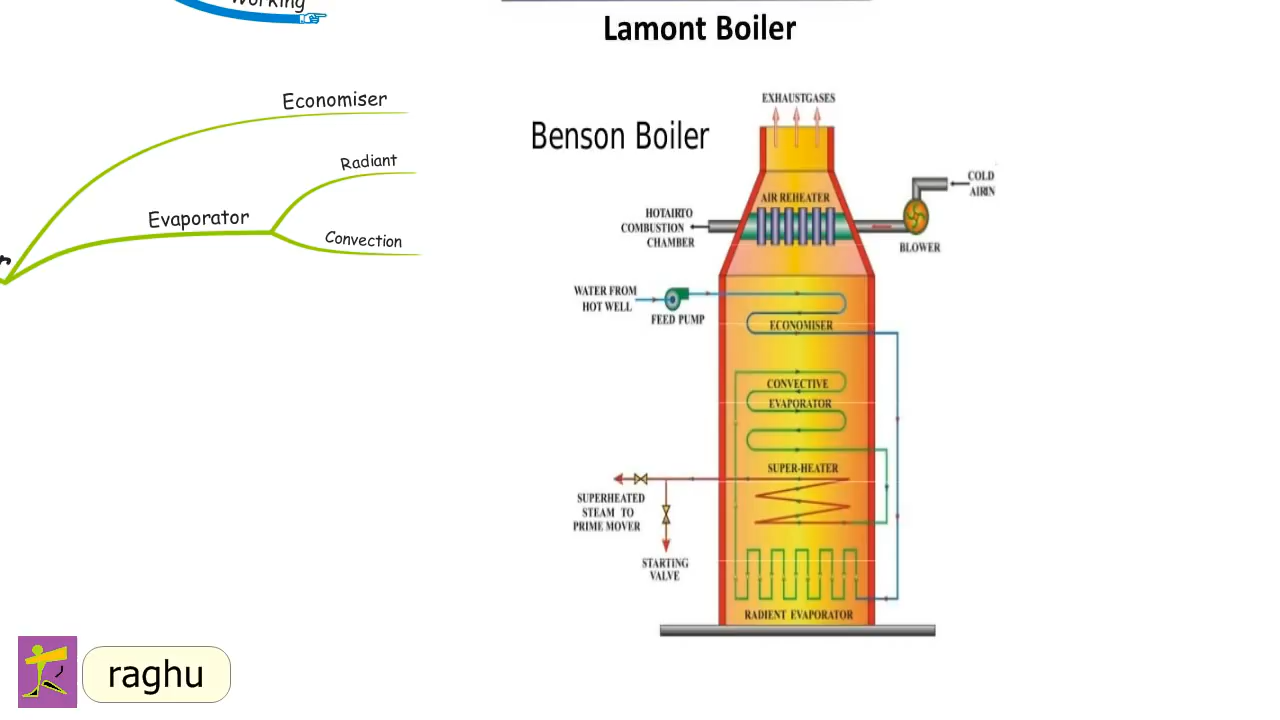 Working
Lamont Boiler
Economiser
Radiant
Evaporator
Convection
Benson Boiler
EXHAUSTGASES
AIR REHEATER
COLD
AIRIN
HOTAIRTO
COMBUSTION
CHAMBER
BLOWER
WATER FROM
HOT WELL
FEED PUMP
ECONOMISER
CONVECTIVE
EVAPORATOR
SUPER-HEATER
SUPERHEATED
STEAM TO
PRIME MOVER
STARTING
VALVE
RADIENT EVAPORATOR
raghu